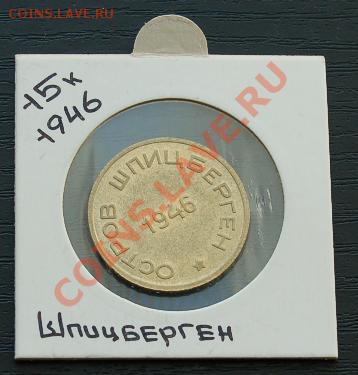 COINS.LAVE.RU
15к
1946
ОСТРОВ ШПИЦБЕРГЕН
1946
COINS.LAVE.RU
Шпицберген